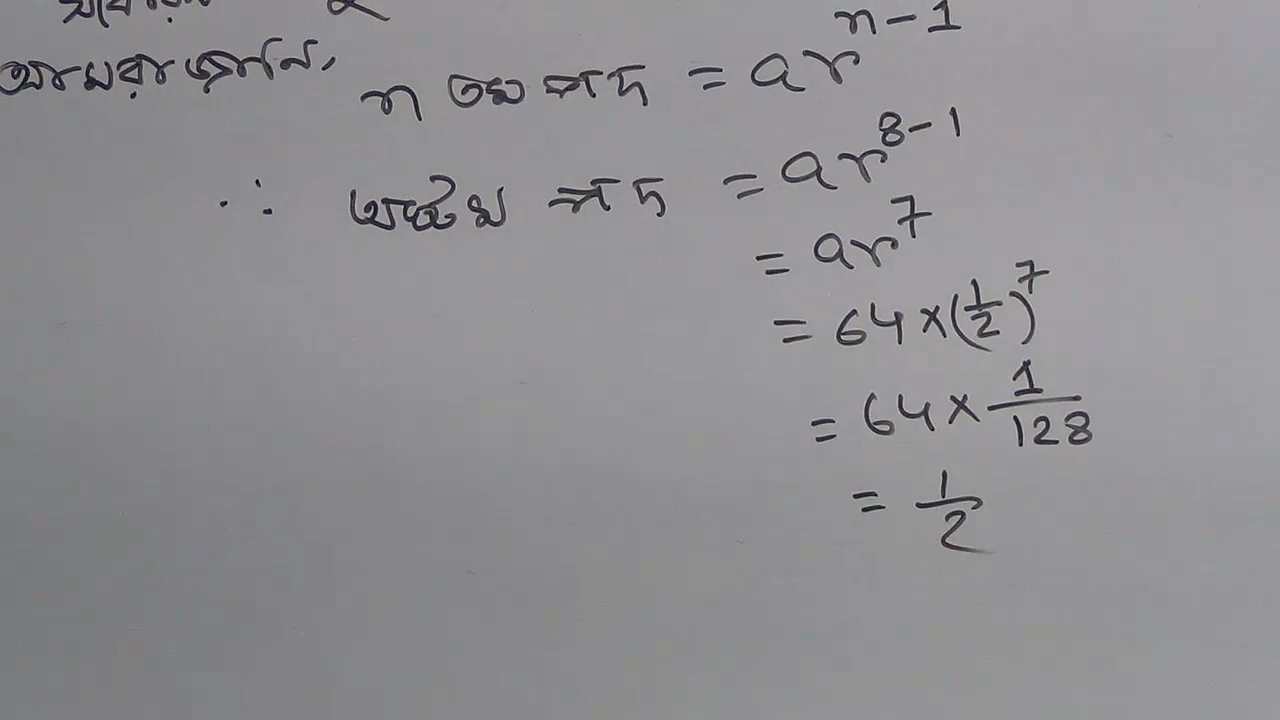 আমরা জানি,
n তম পদ = ar^{n-1}
∴ অষ্টম পদ = ar^{8-1}
= ar^7
= 64 × (1/2)^7
= 64 × 1/128
= 1/2